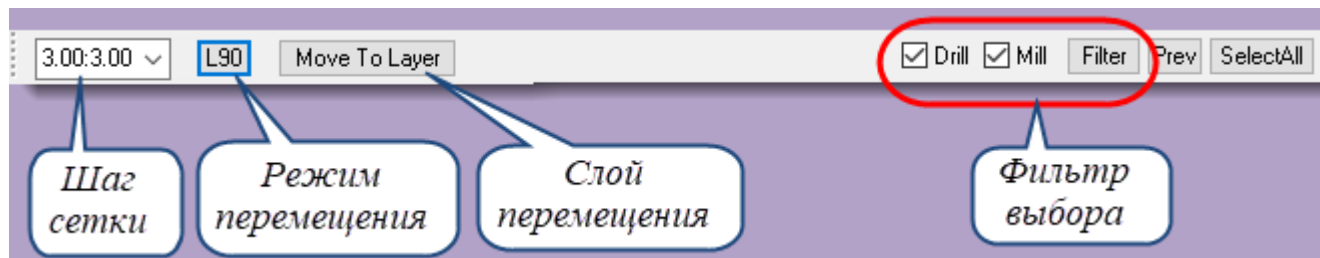 3.00:3.00 L90 Move To Layer Drill Mill Filter Prev SelectAll
Шаг
сетки
Режим
перемещения
Слой
перемещения
Фильтр
выбора